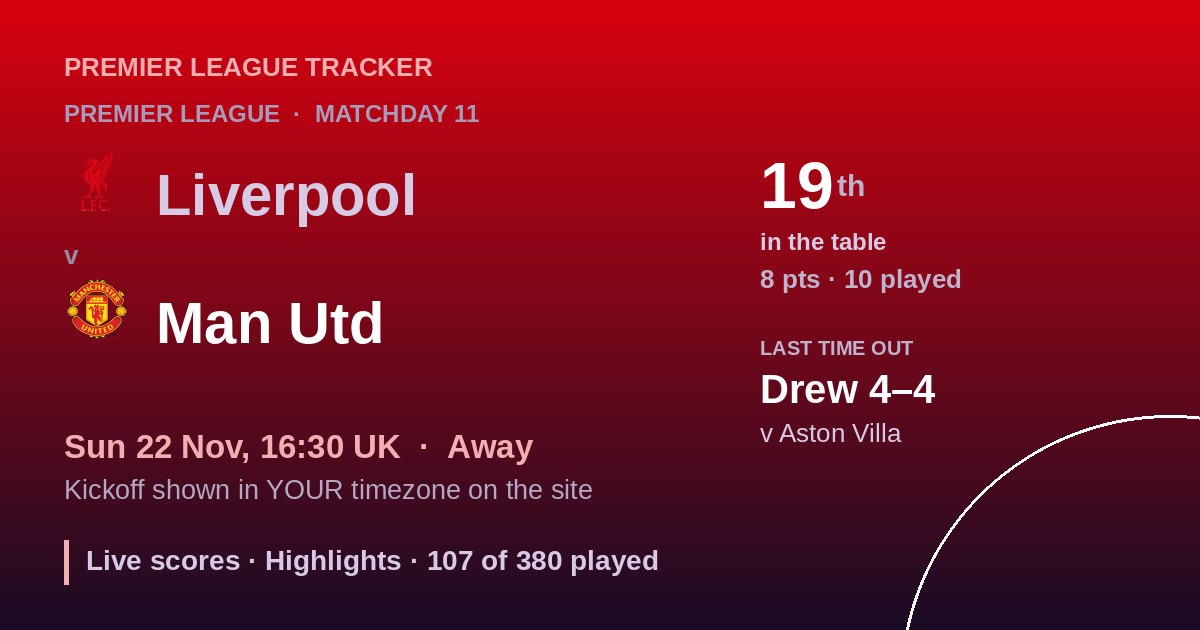 PREMIER LEAGUE TRACKER
PREMIER LEAGUE · MATCHDAY 11
L.F.C.
Liverpool
v
MANCHESTER
UNITED
Man Utd
Sun 22 Nov, 16:30 UK · Away
Kickoff shown in YOUR timezone on the site
Live scores · Highlights · 107 of 380 played
19th
in the table
8 pts · 10 played
LAST TIME OUT
Drew 4–4
v Aston Villa